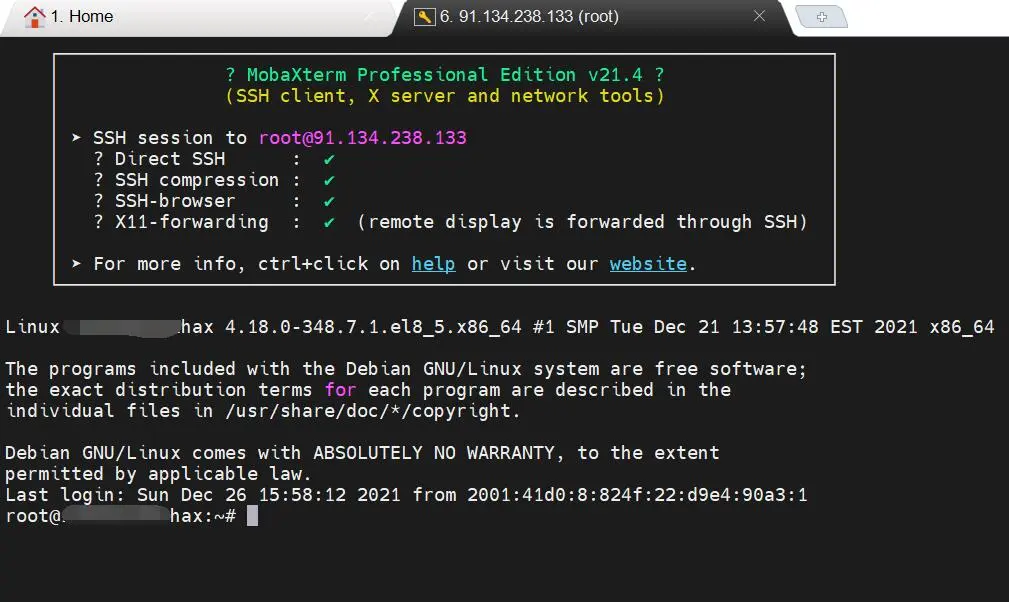 1. Home
6. 91.134.238.133 (root)
? MobaXterm Professional Edition v21.4 ?
(SSH client, X server and network tools)
➤ SSH session to root@91.134.238.133
? Direct SSH : ✔
? SSH compression : ✔
? SSH-browser : ✔
? X11-forwarding : ✔ (remote display is forwarded through SSH)
➤ For more info, ctrl+click on help or visit our website.
Linux hax 4.18.0-348.7.1.el8_5.x86_64 #1 SMP Tue Dec 21 13:57:48 EST 2021 x86_64
The programs included with the Debian GNU/Linux system are free software;
the exact distribution terms for each program are described in the
individual files in /usr/share/doc/*/copyright.
Debian GNU/Linux comes with ABSOLUTELY NO WARRANTY, to the extent
permitted by applicable law.
Last login: Sun Dec 26 15:58:12 2021 from 2001:41d0:8:824f:22:d9e4:90a3:1
root@ hax:~#